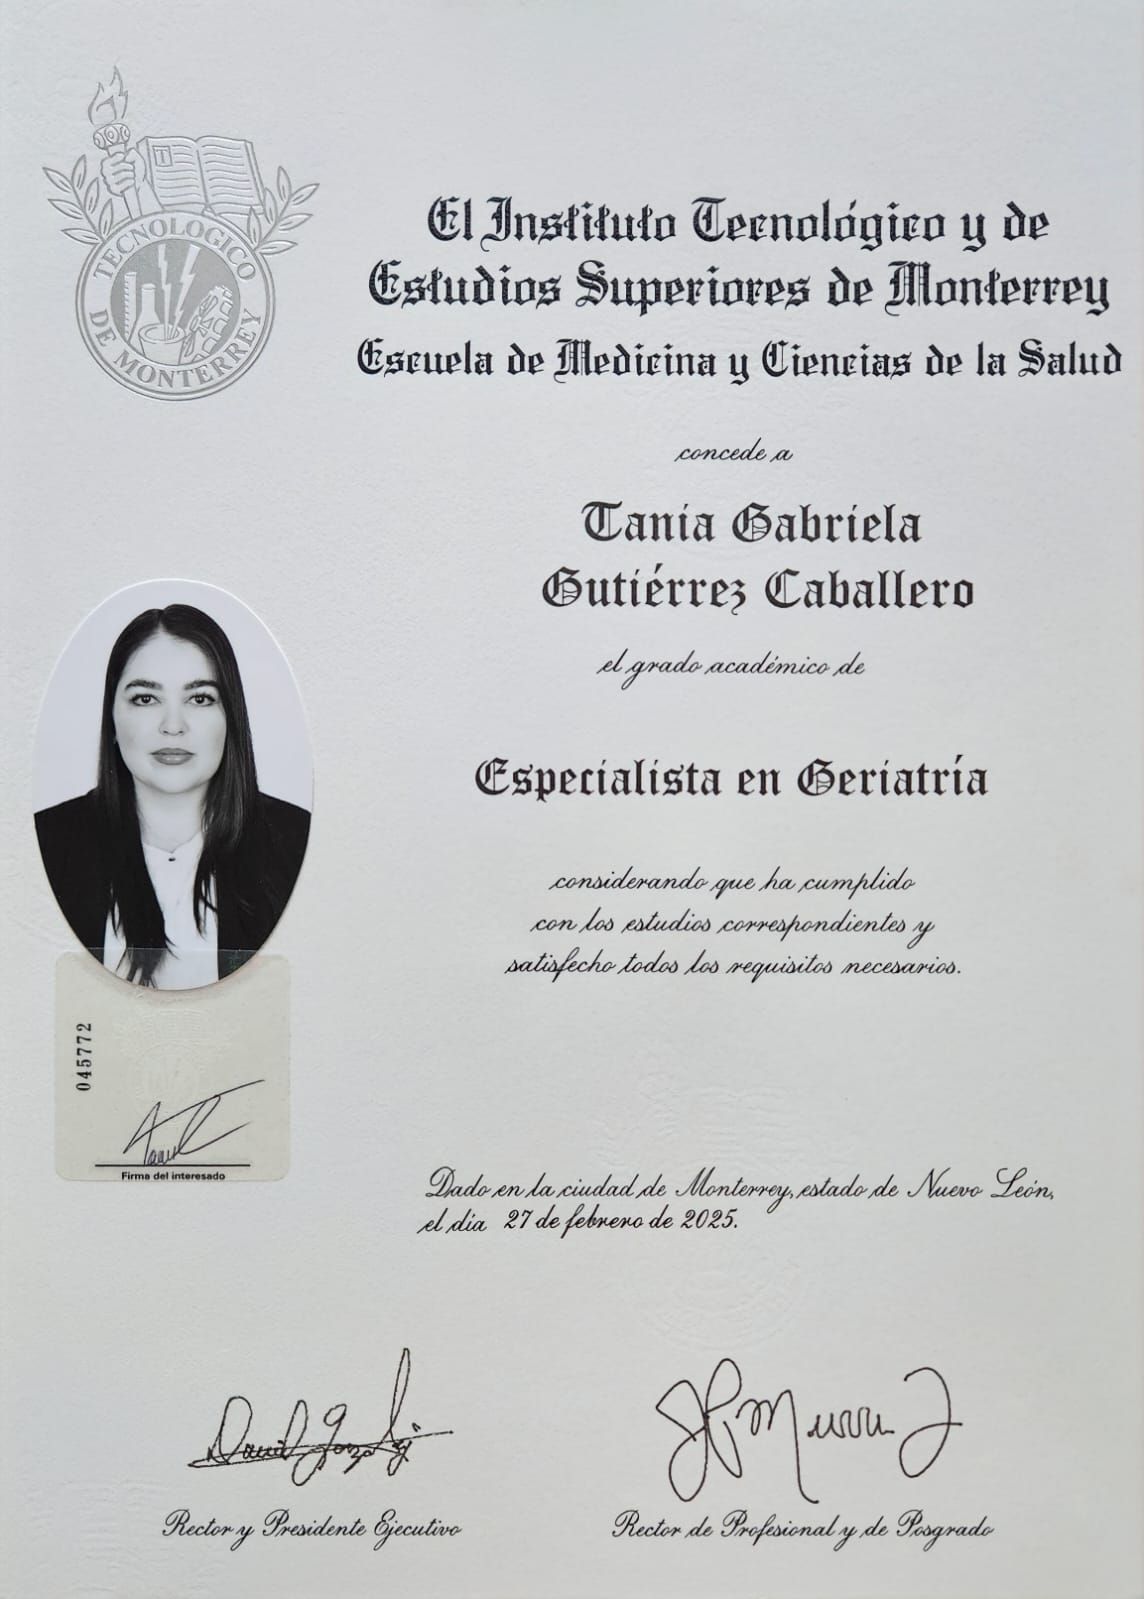 TECNOLOGICO
DE MONTERREY
T
El Instituto Tecnológico y de
Estudios Superiores de Monterrey
Escuela de Medicina y Ciencias de la Salud
concede a
Tania Gabriela
Gutiérrez Caballero
el grado académico de
Especialista en Geriatría
considerando que ha cumplido
con los estudios correspondientes y
satisfecho todos los requisitos necesarios.
045772
Firma del interesado
Dado en la ciudad de Monterrey, estado de Nuevo León,
el día 27 de febrero de 2025.
Rector y Presidente Ejecutivo
Rector de Profesional y de Posgrado